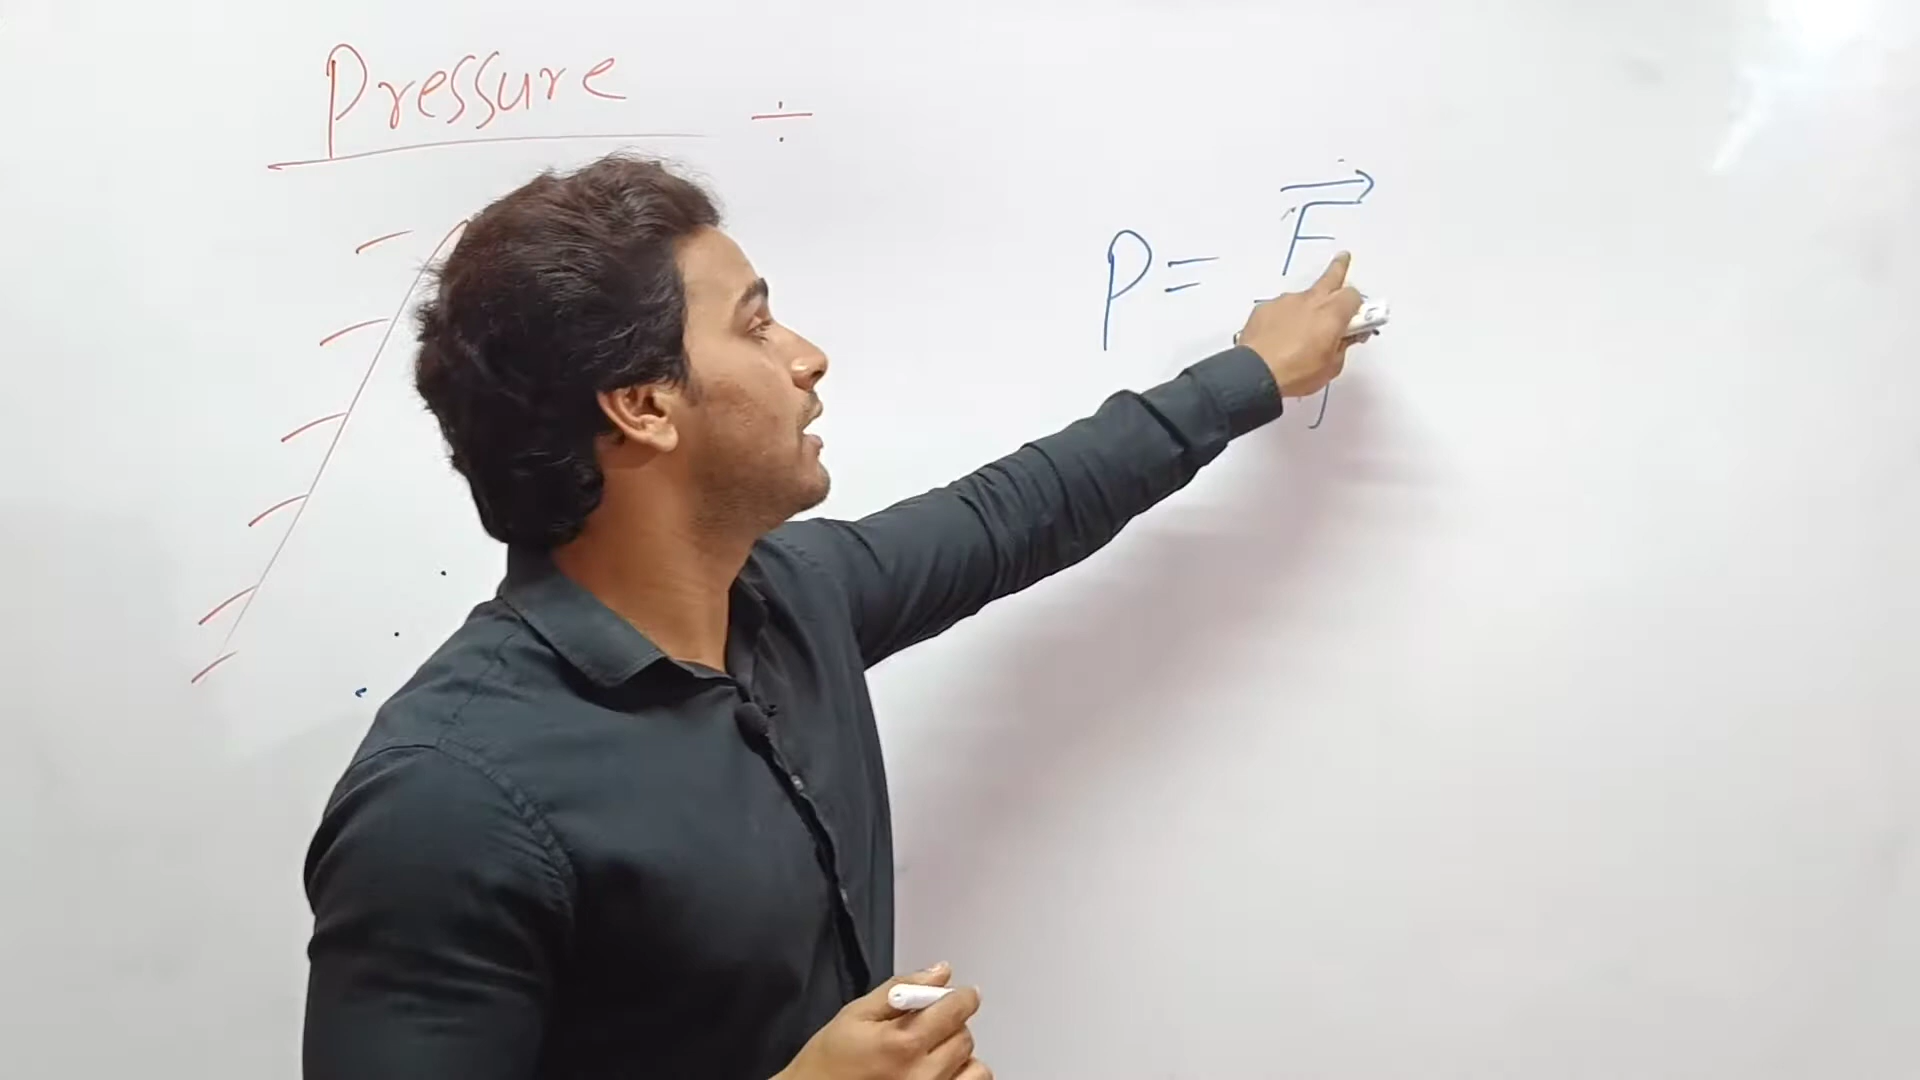 Pressure ÷
P = F